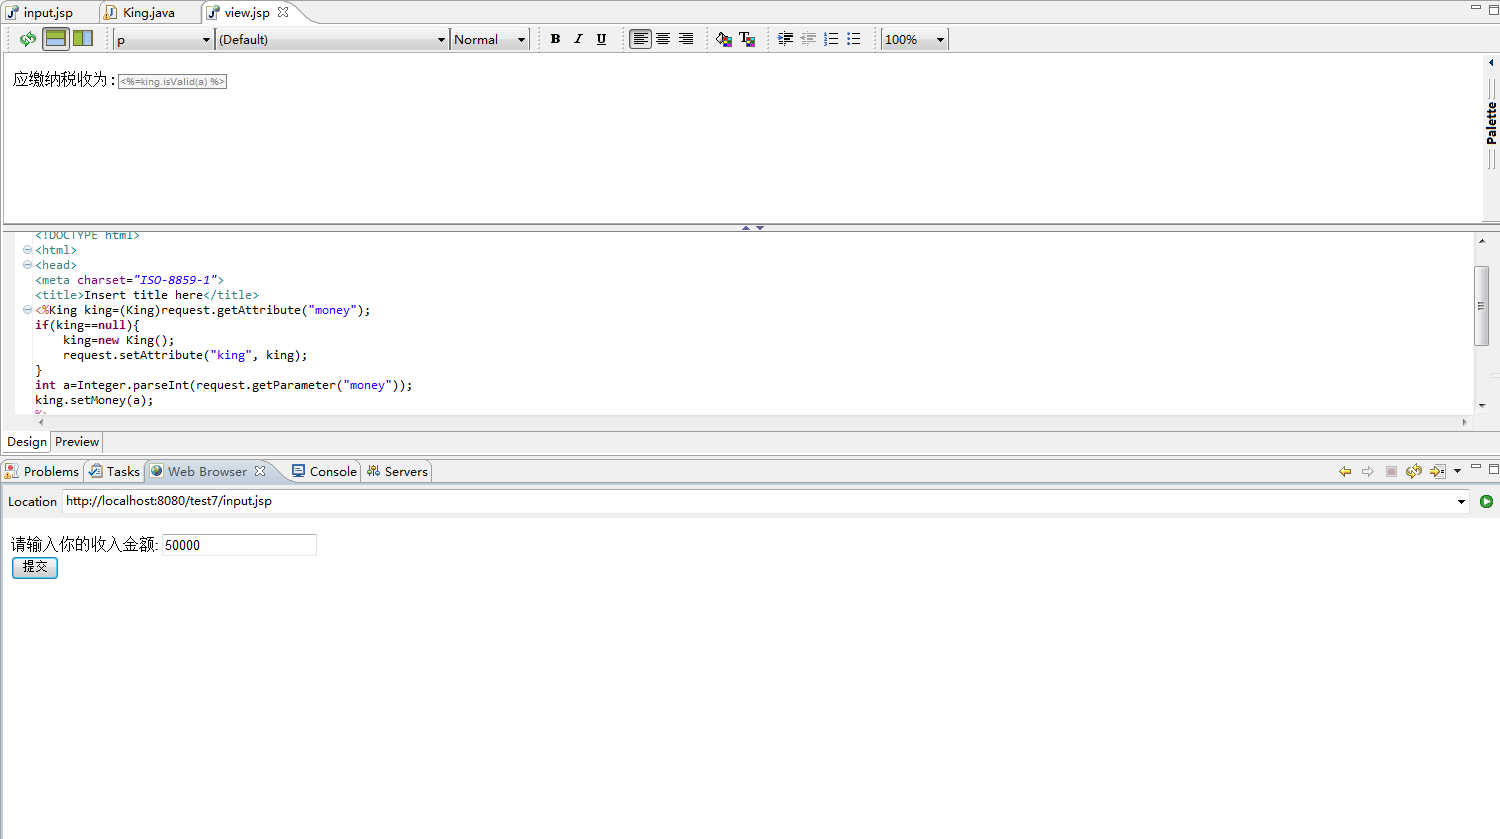 input.jsp King.java view.jsp
p (Default) Normal B I U 100%
应缴纳税收为：<%=king.isValid(a) %>
Palette
<!DOCTYPE html>
<html>
<head>
<meta charset="ISO-8859-1">
<title>Insert title here</title>
<%King king=(King)request.getAttribute("money");
if(king==null){
    king=new King();
    request.setAttribute("king", king);
}
int a=Integer.parseInt(request.getParameter("money"));
king.setMoney(a);
%>
Design Preview
Problems Tasks Web Browser Console Servers
Location http://localhost:8080/test7/input.jsp
请输入你的收入金额: 50000
提交